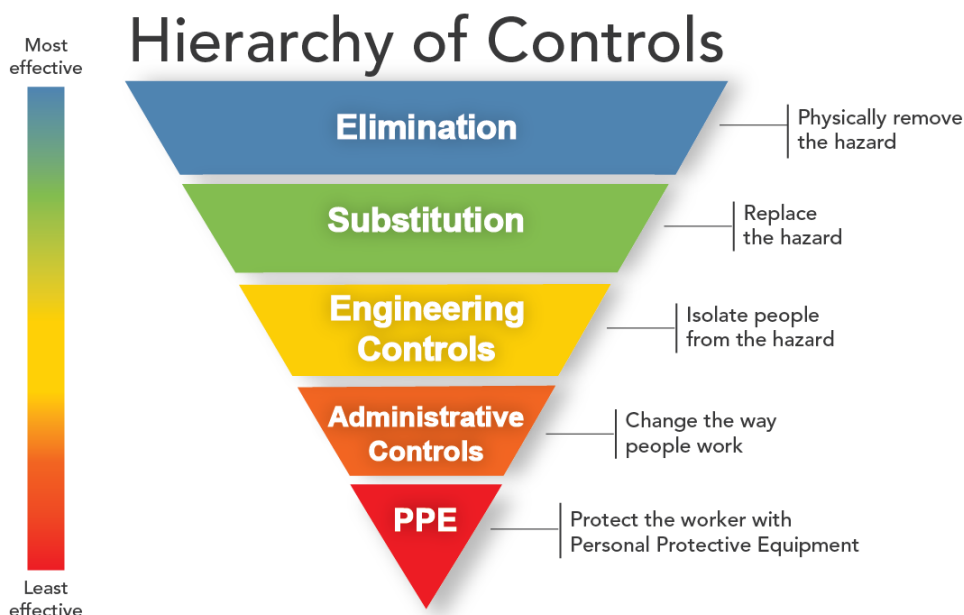 Hierarchy of Controls
Most
effective
Elimination
Physically remove
the hazard
Substitution
Replace
the hazard
Engineering
Controls
Isolate people
from the hazard
Administrative
Controls
Change the way
people work
PPE
Protect the worker with
Personal Protective Equipment
Least
effective